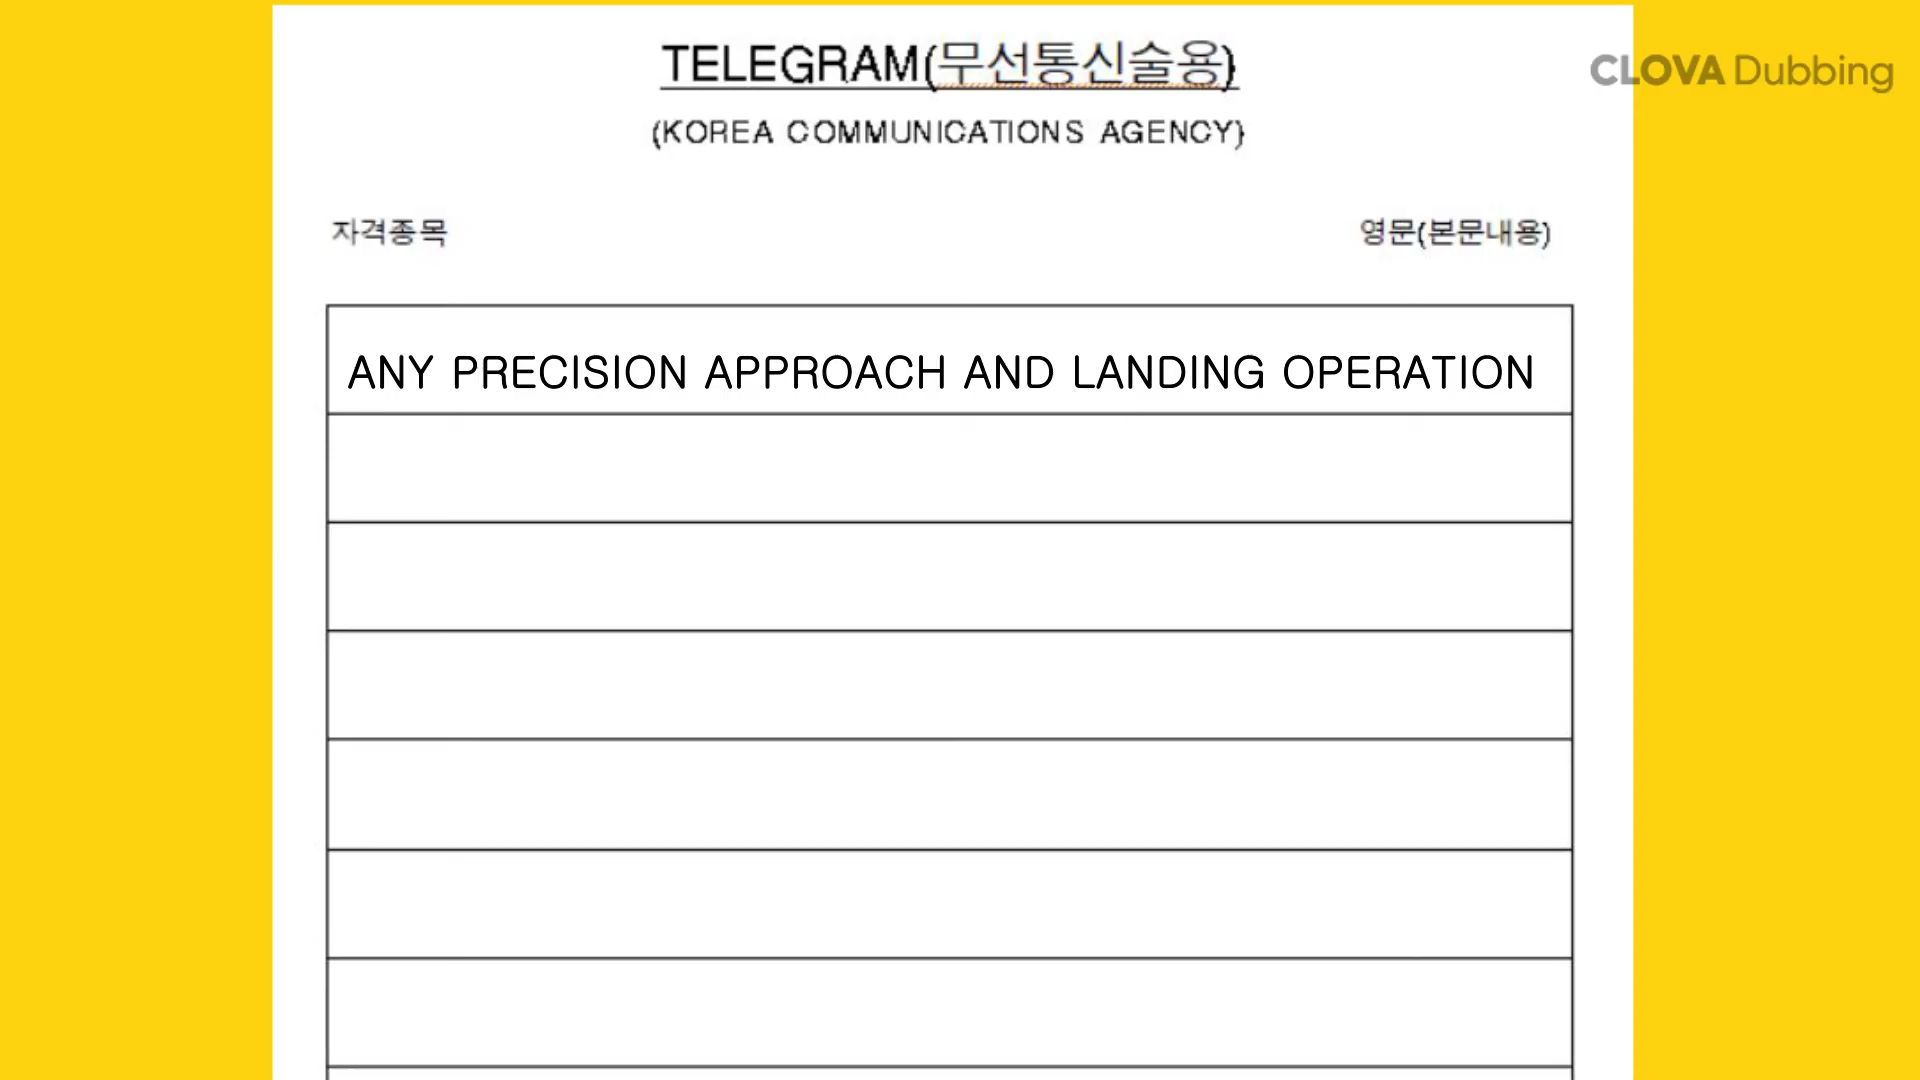 TELEGRAM(무선통신술용)
CLOVA Dubbing
(KOREA COMMUNICATIONS AGENCY)
자격종목
영문(본문내용)
ANY PRECISION APPROACH AND LANDING OPERATION